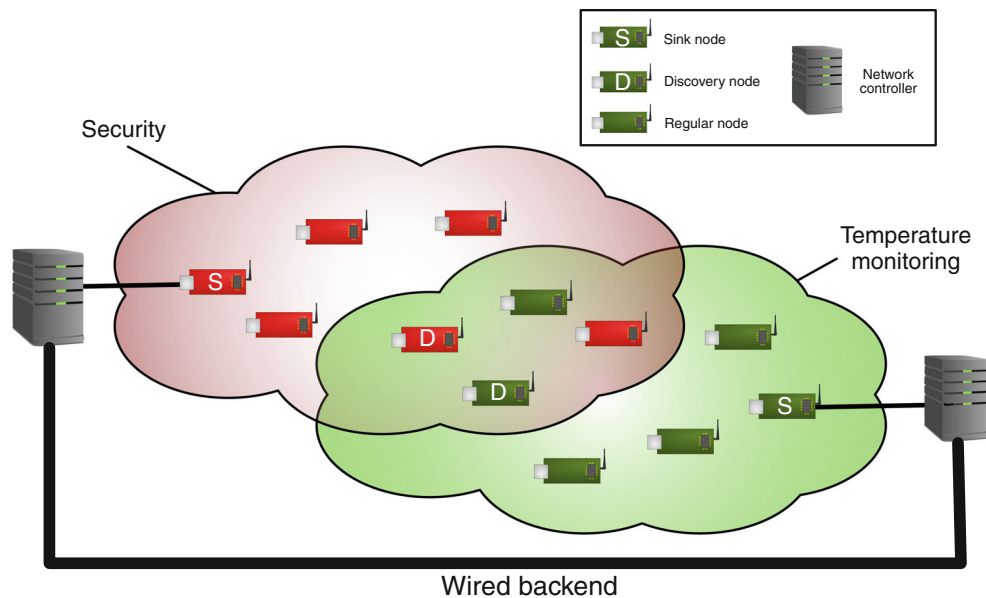 S
Sink node
D
Discovery node
Regular node
Network
controller
Security
Temperature
monitoring
S
D
D
S
Wired backend